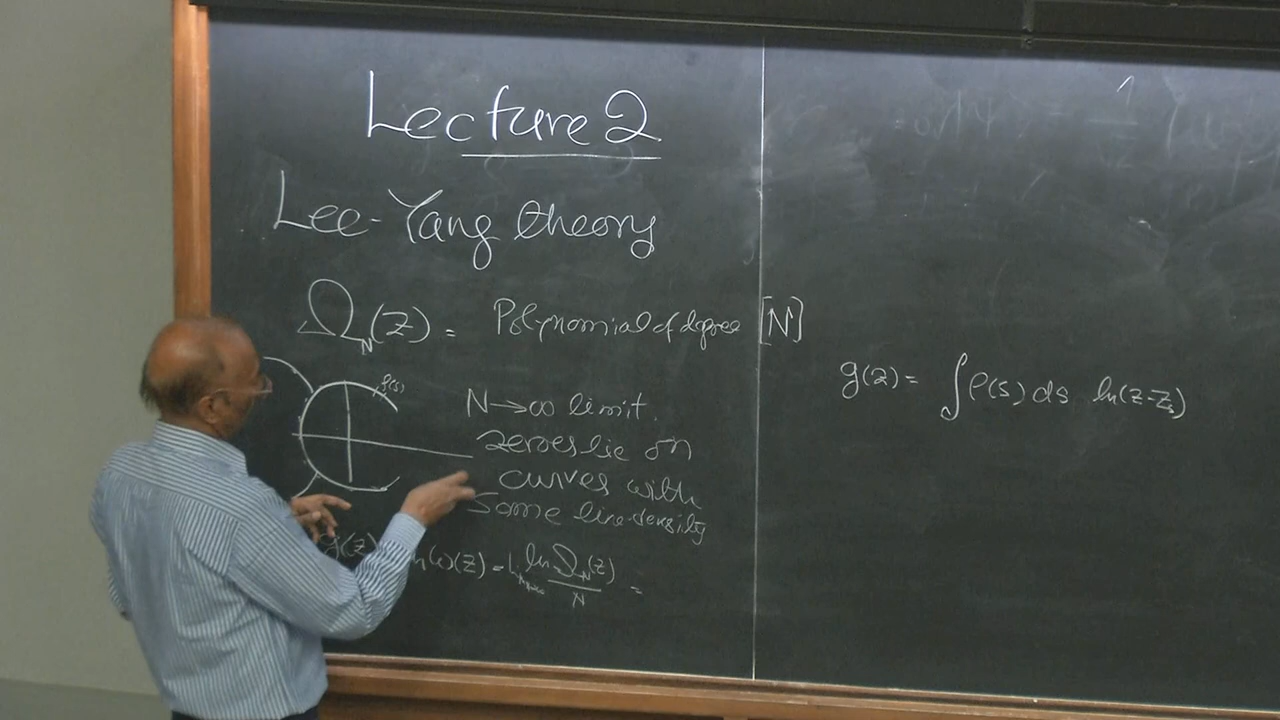 Lecture 2
Lee-Yang theory
Ω_N(z) = Polynomial of degree [N]
ρ(s)
N→∞ limit.
zeroes lie on
curves with
some line-density
g(z) ln ω(z) = Lim ln Ω_N(z) / N =
g(z) = ∫ρ(s) ds ln(z-z_s)